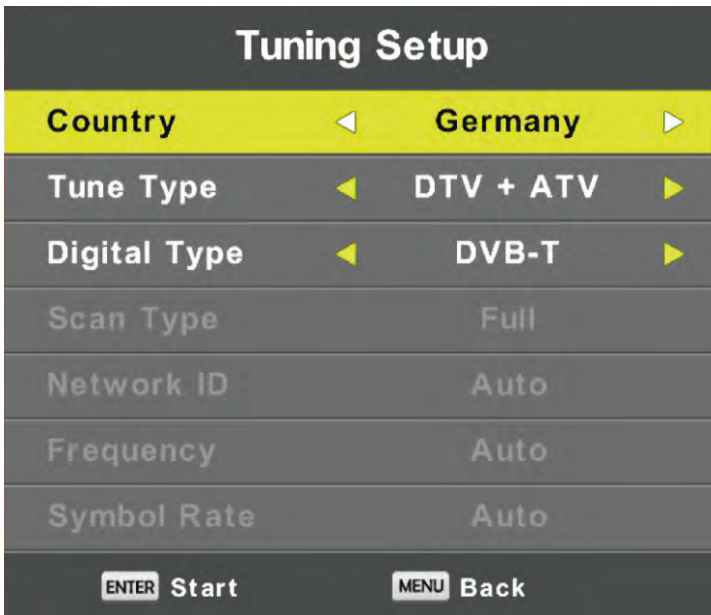 Tuning Setup
Country Germany
Tune Type DTV + ATV
Digital Type DVB-T
Scan Type Full
Network ID Auto
Frequency Auto
Symbol Rate Auto
ENTER Start MENU Back